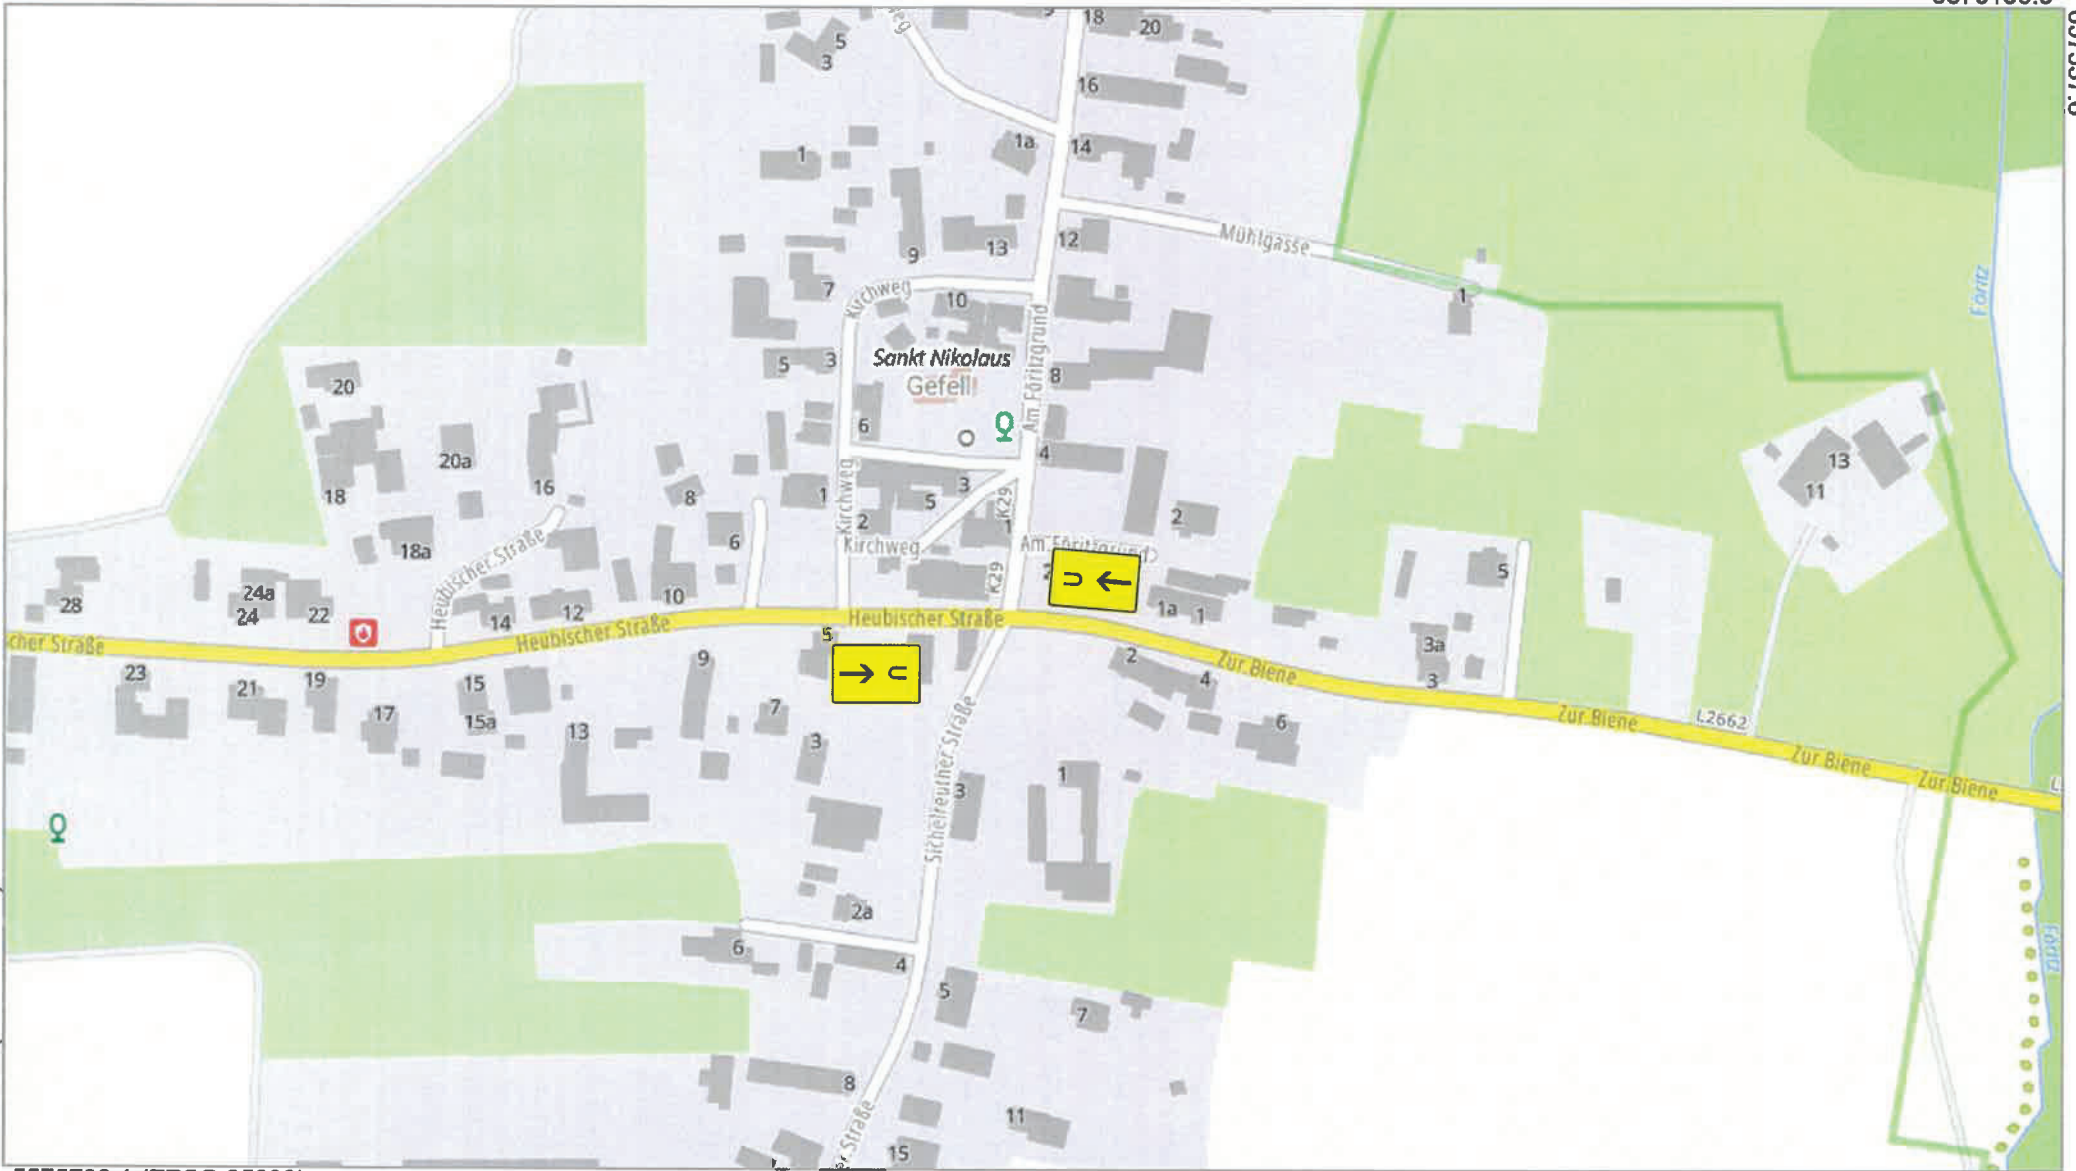 18
20
5
3
16
1a
14
1
9
13
12
Mühlgasse
7
Kirchweg
10
1
Föritz
5
3
Sankt Nikolaus
Gefell
Am Föritzgrund
8
20
6
4
20a
13
11
18
16
8
1
Kirchweg
5
3
K29
2
2
18a
Heubischer Straße
6
Kirchweg
Am Föritzgrund
5
K29
U ←
28
24a
24
22
14
12
10
1a
1
3a
cher Straße
Heubischer Straße
Heubischer Straße
5
→ U
23
21
19
17
15
15a
9
7
2
4
Zur Biene
3
6
Zur Biene
L2662
Zur Biene
Zur Biene
13
3
Sichelreuther Straße
3
1
2a
6
4
5
7
Föritz
8
11
15
er Straße